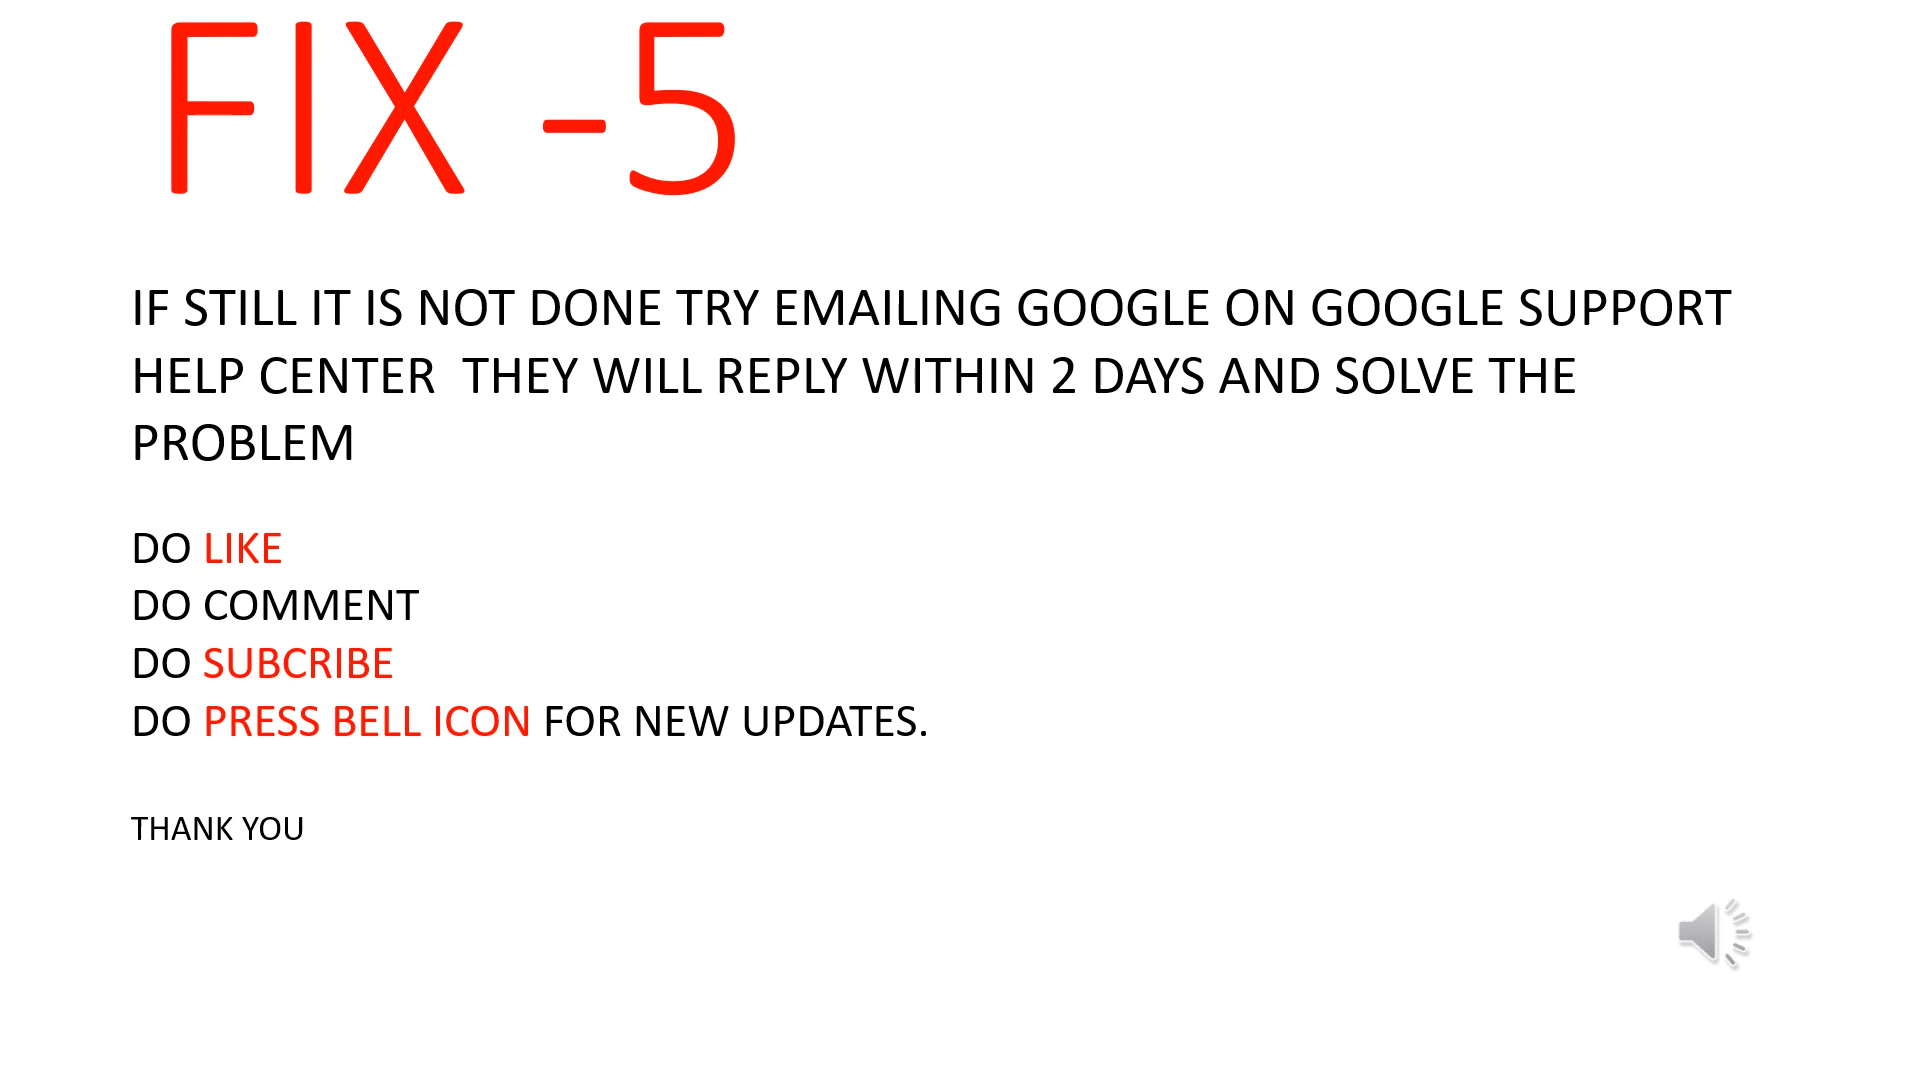 FIX -5
IF STILL IT IS NOT DONE TRY EMAILING GOOGLE ON GOOGLE SUPPORT
HELP CENTER  THEY WILL REPLY WITHIN 2 DAYS AND SOLVE THE
PROBLEM
DO LIKE
DO COMMENT
DO SUBCRIBE
DO PRESS BELL ICON FOR NEW UPDATES.
THANK YOU